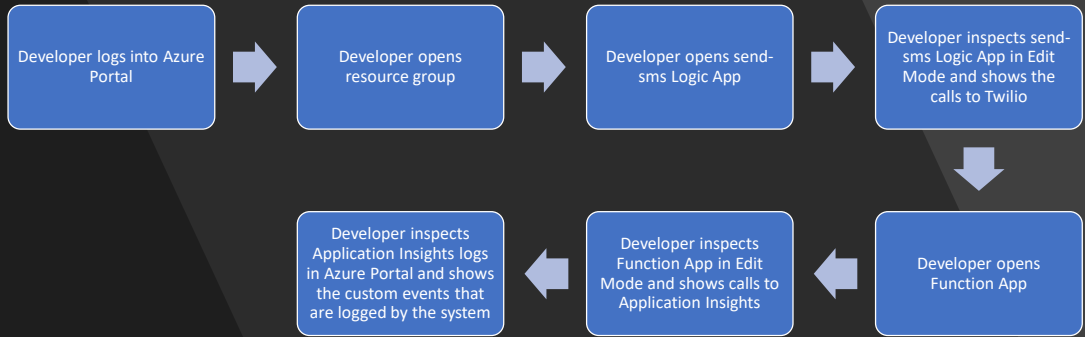 Developer logs into Azure
Portal
Developer opens
resource group
Developer opens send-
sms Logic App
Developer inspects send-
sms Logic App in Edit
Mode and shows the
calls to Twilio
Developer opens
Function App
Developer inspects
Function App in Edit
Mode and shows calls to
Application Insights
Developer inspects
Application Insights logs
in Azure Portal and shows
the custom events that
are logged by the system